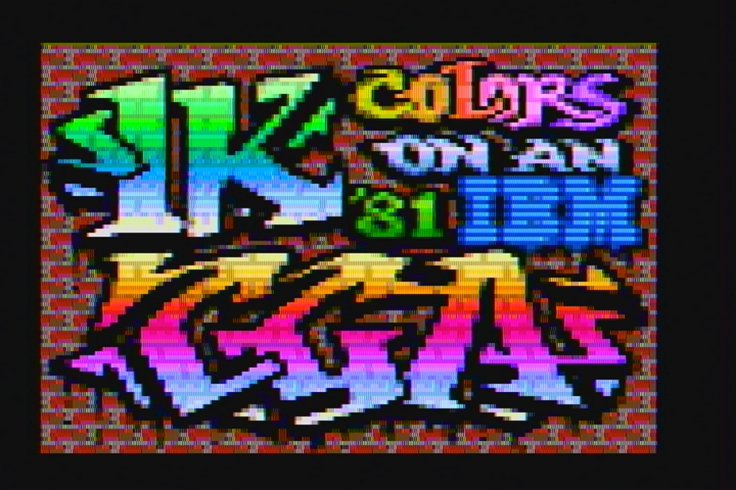 1K COLORS
ON AN
'81 IBM
CGA